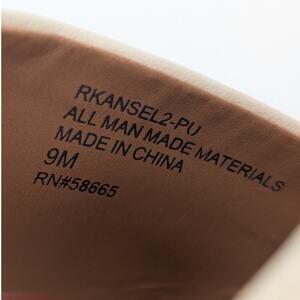 RKANSEL2-PU
ALL MAN MADE MATERIALS
MADE IN CHINA
9M
RN#58665